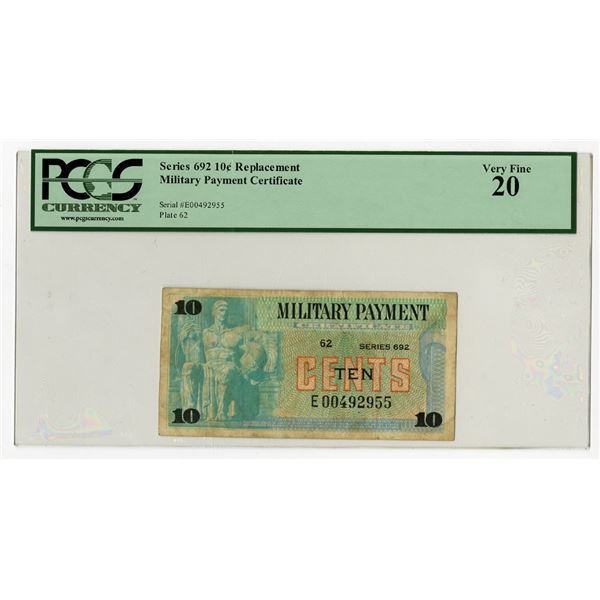 PCGS
CURRENCY
www.pcgscurrency.com
Series 692 10¢ Replacement
Military Payment Certificate
Serial #E00492955
Plate 62
Very Fine
20
10
MILITARY PAYMENT
62 SERIES 692
CENTS
TEN
E00492955
10
10